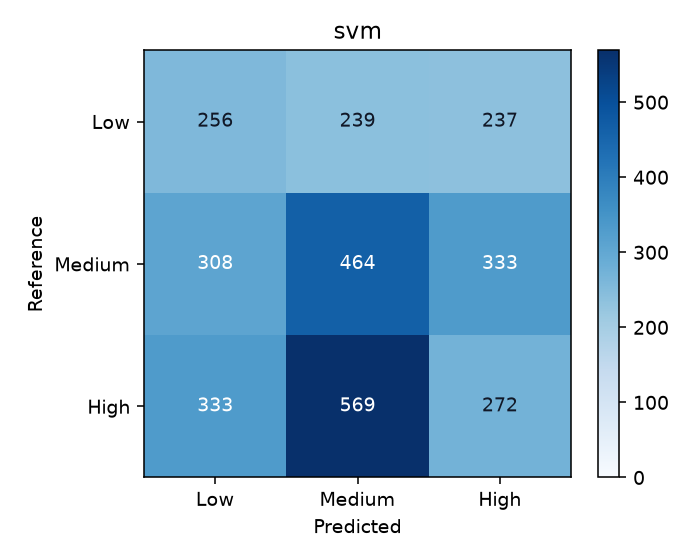 svm
Low 256 239 237
Medium 308 464 333
High 333 569 272
Low Medium High
Predicted
Reference
500
400
300
200
100
0